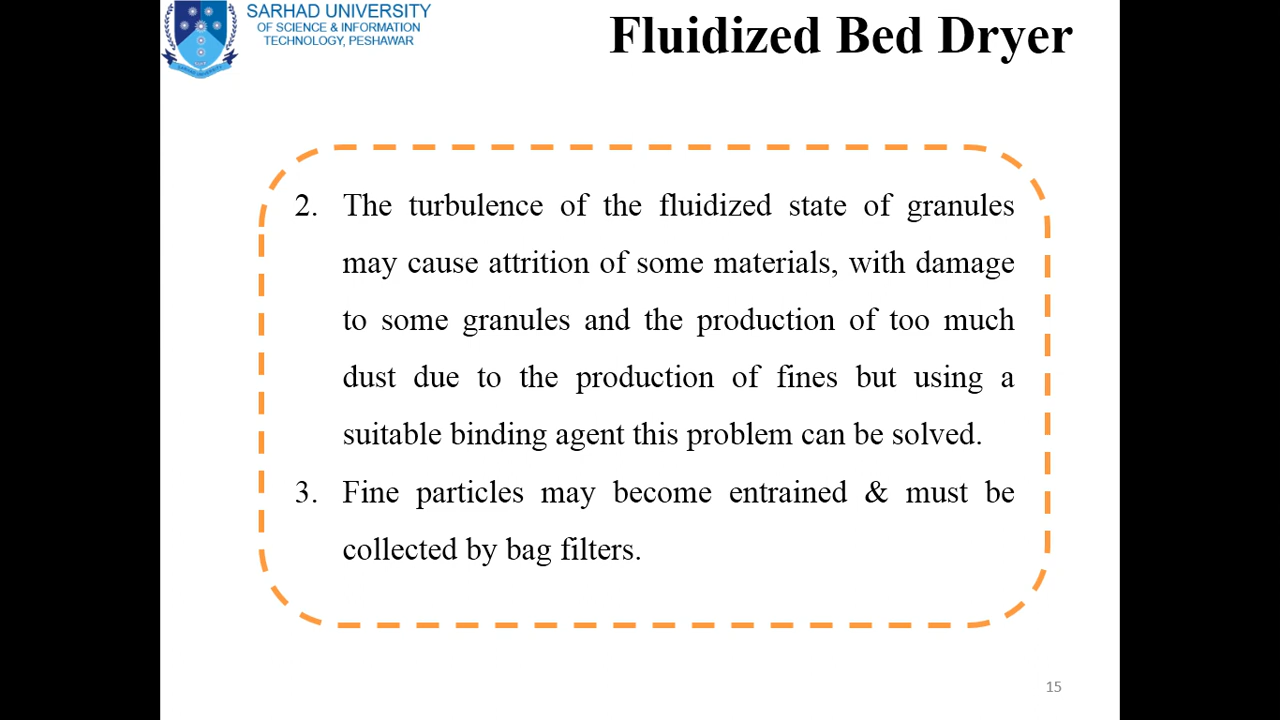 SARHAD UNIVERSITY
OF SCIENCE & INFORMATION
TECHNOLOGY, PESHAWAR
Fluidized Bed Dryer
2. The turbulence of the fluidized state of granules
may cause attrition of some materials, with damage
to some granules and the production of too much
dust due to the production of fines but using a
suitable binding agent this problem can be solved.
3. Fine particles may become entrained & must be
collected by bag filters.
15